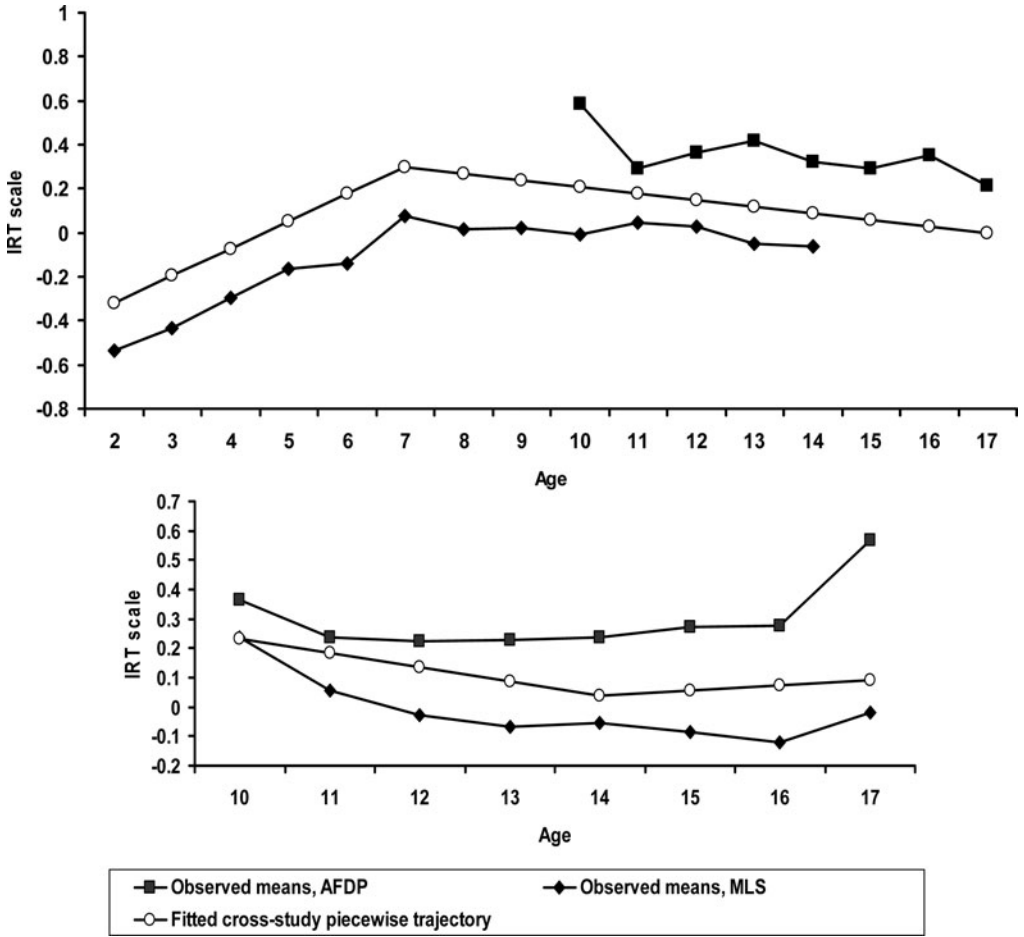 1
0.8
0.6
0.4
0.2
0
-0.2
-0.4
-0.6
-0.8
IRT scale
2 3 4 5 6 7 8 9 10 11 12 13 14 15 16 17
Age
0.7
0.6
0.5
0.4
0.3
0.2
0.1
0
-0.1
-0.2
IRT scale
10 11 12 13 14 15 16 17
Age
Observed means, AFDP Observed means, MLS
Fitted cross-study piecewise trajectory